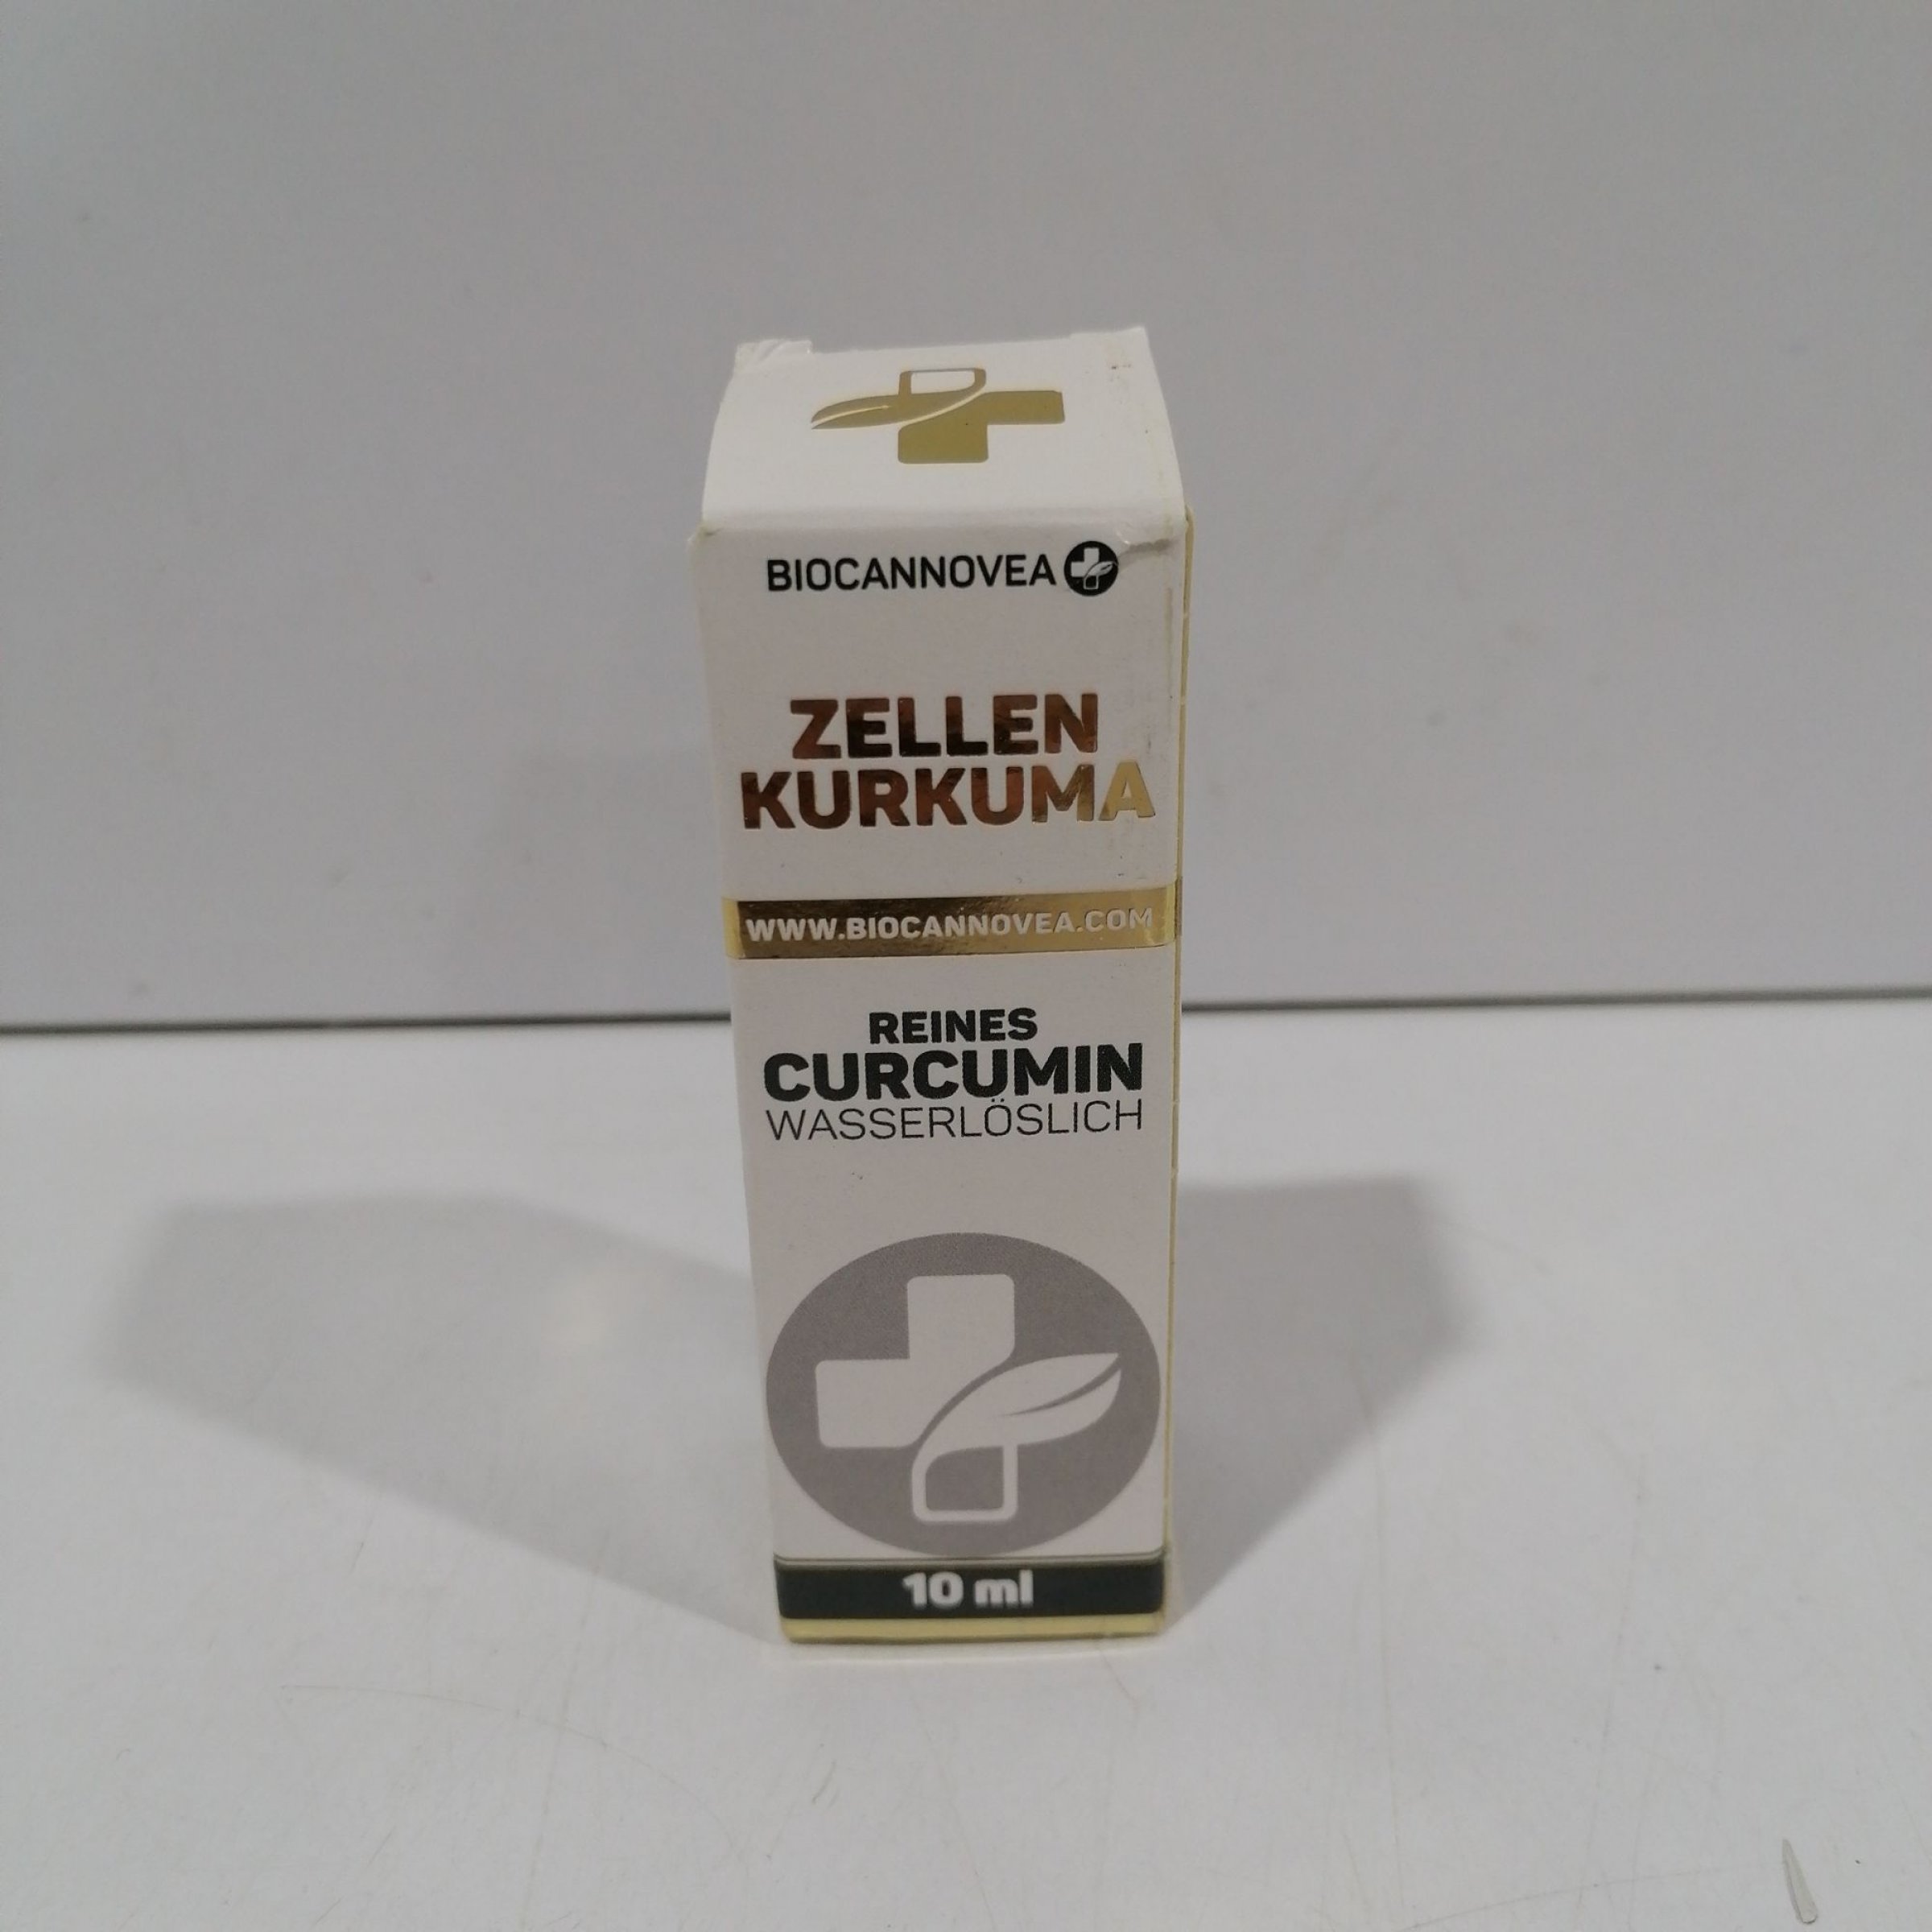 BIOCANNOVEA
ZELLEN
KURKUMA
WWW.BIOCANNOVEA.COM
REINES
CURCUMIN
WASSERLÖSLICH
10 ml